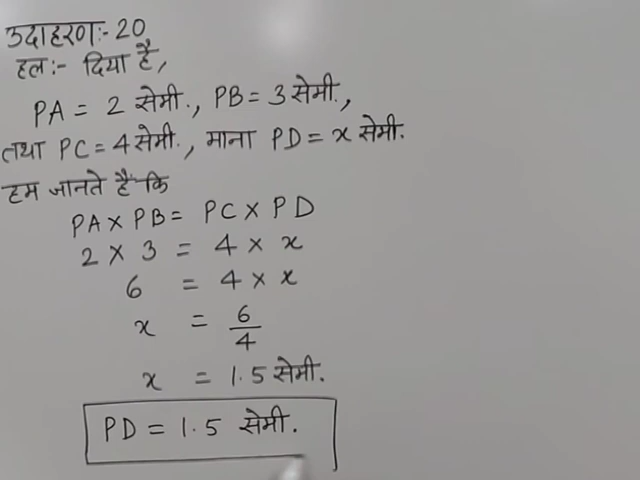 उदाहरण:- 20
हल:- दिया है,
PA = 2 सेमी., PB = 3 सेमी.,
तथा PC = 4 सेमी., माना PD = x सेमी.
हम जानते हैं कि
PA x PB = PC x PD
2 x 3 = 4 x x
6 = 4 x x
x = 6/4
x = 1.5 सेमी.
PD = 1.5 सेमी.